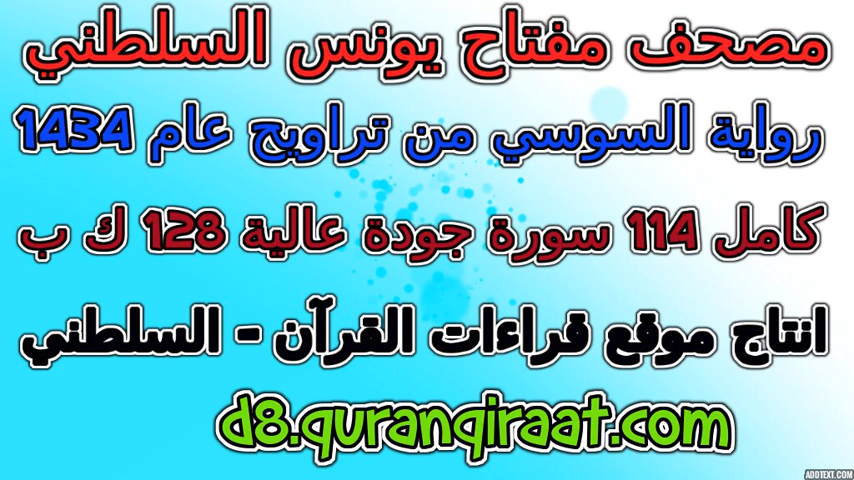 مصحف مفتاح يونس السلطني
رواية السوسي من تراويح عام 1434
كامل 114 سورة جودة عالية 128 ك ب
انتاج موقع قراءات القرآن - السلطني
d8.quranqiraat.com
ADDTEXT.COM